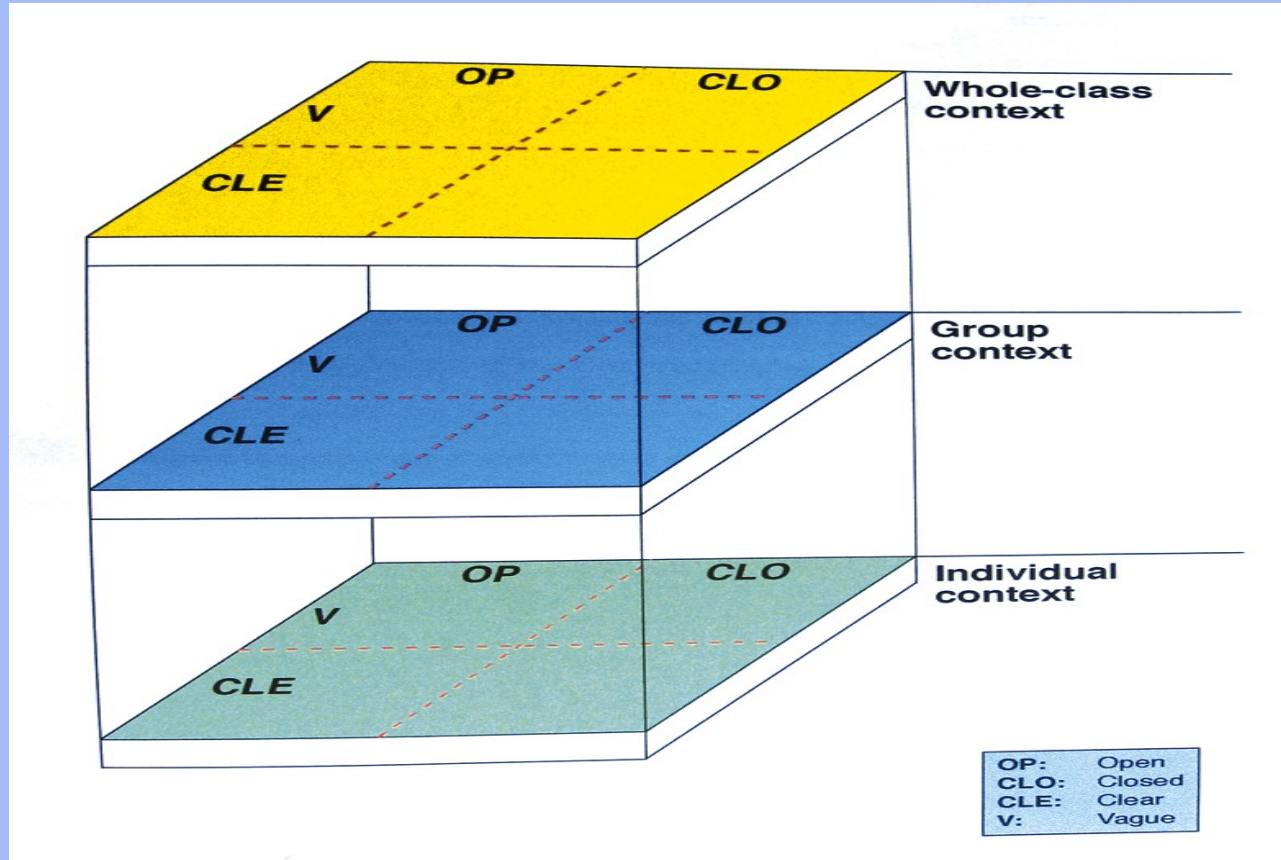 OP
CLO
V
CLE
Whole-class
context
OP
CLO
V
CLE
Group
context
OP
CLO
V
CLE
Individual
context
OP: Open
CLO: Closed
CLE: Clear
V: Vague